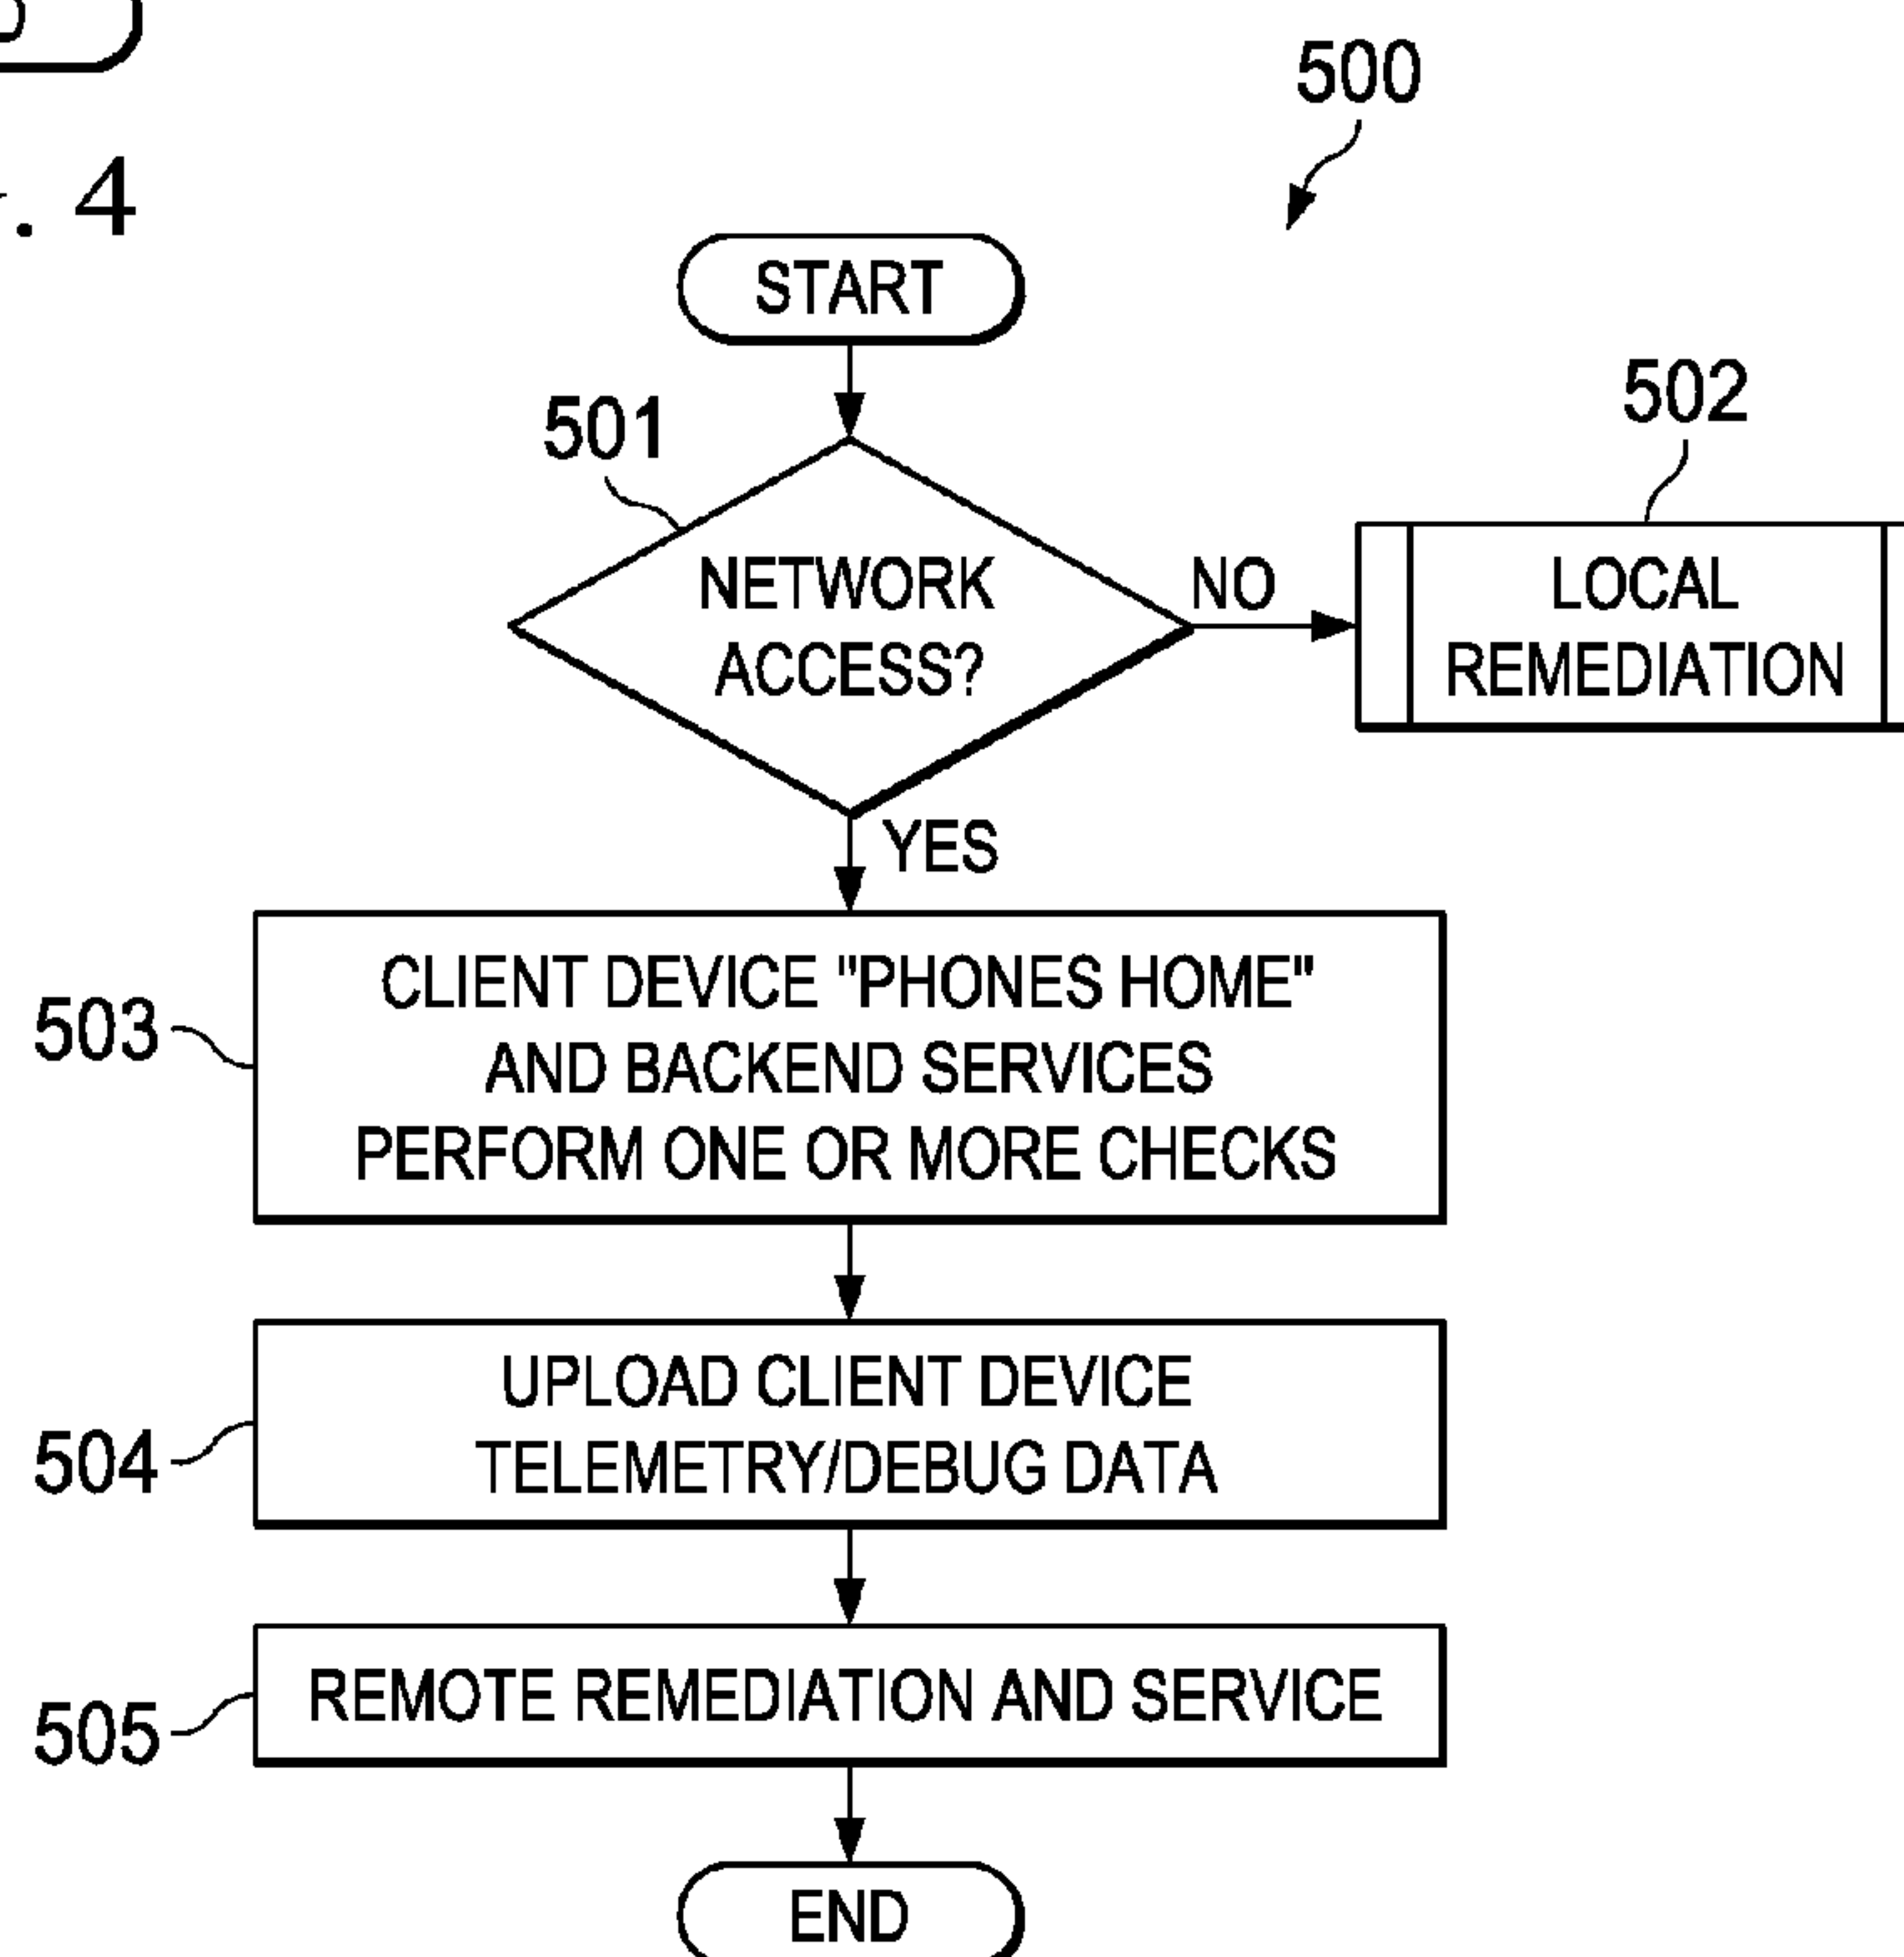 500
. 4
START
501
502
NETWORK
ACCESS?
NO
LOCAL
REMEDIATION
YES
503
CLIENT DEVICE "PHONES HOME"
AND BACKEND SERVICES
PERFORM ONE OR MORE CHECKS
504
UPLOAD CLIENT DEVICE
TELEMETRY/DEBUG DATA
505
REMOTE REMEDIATION AND SERVICE
END